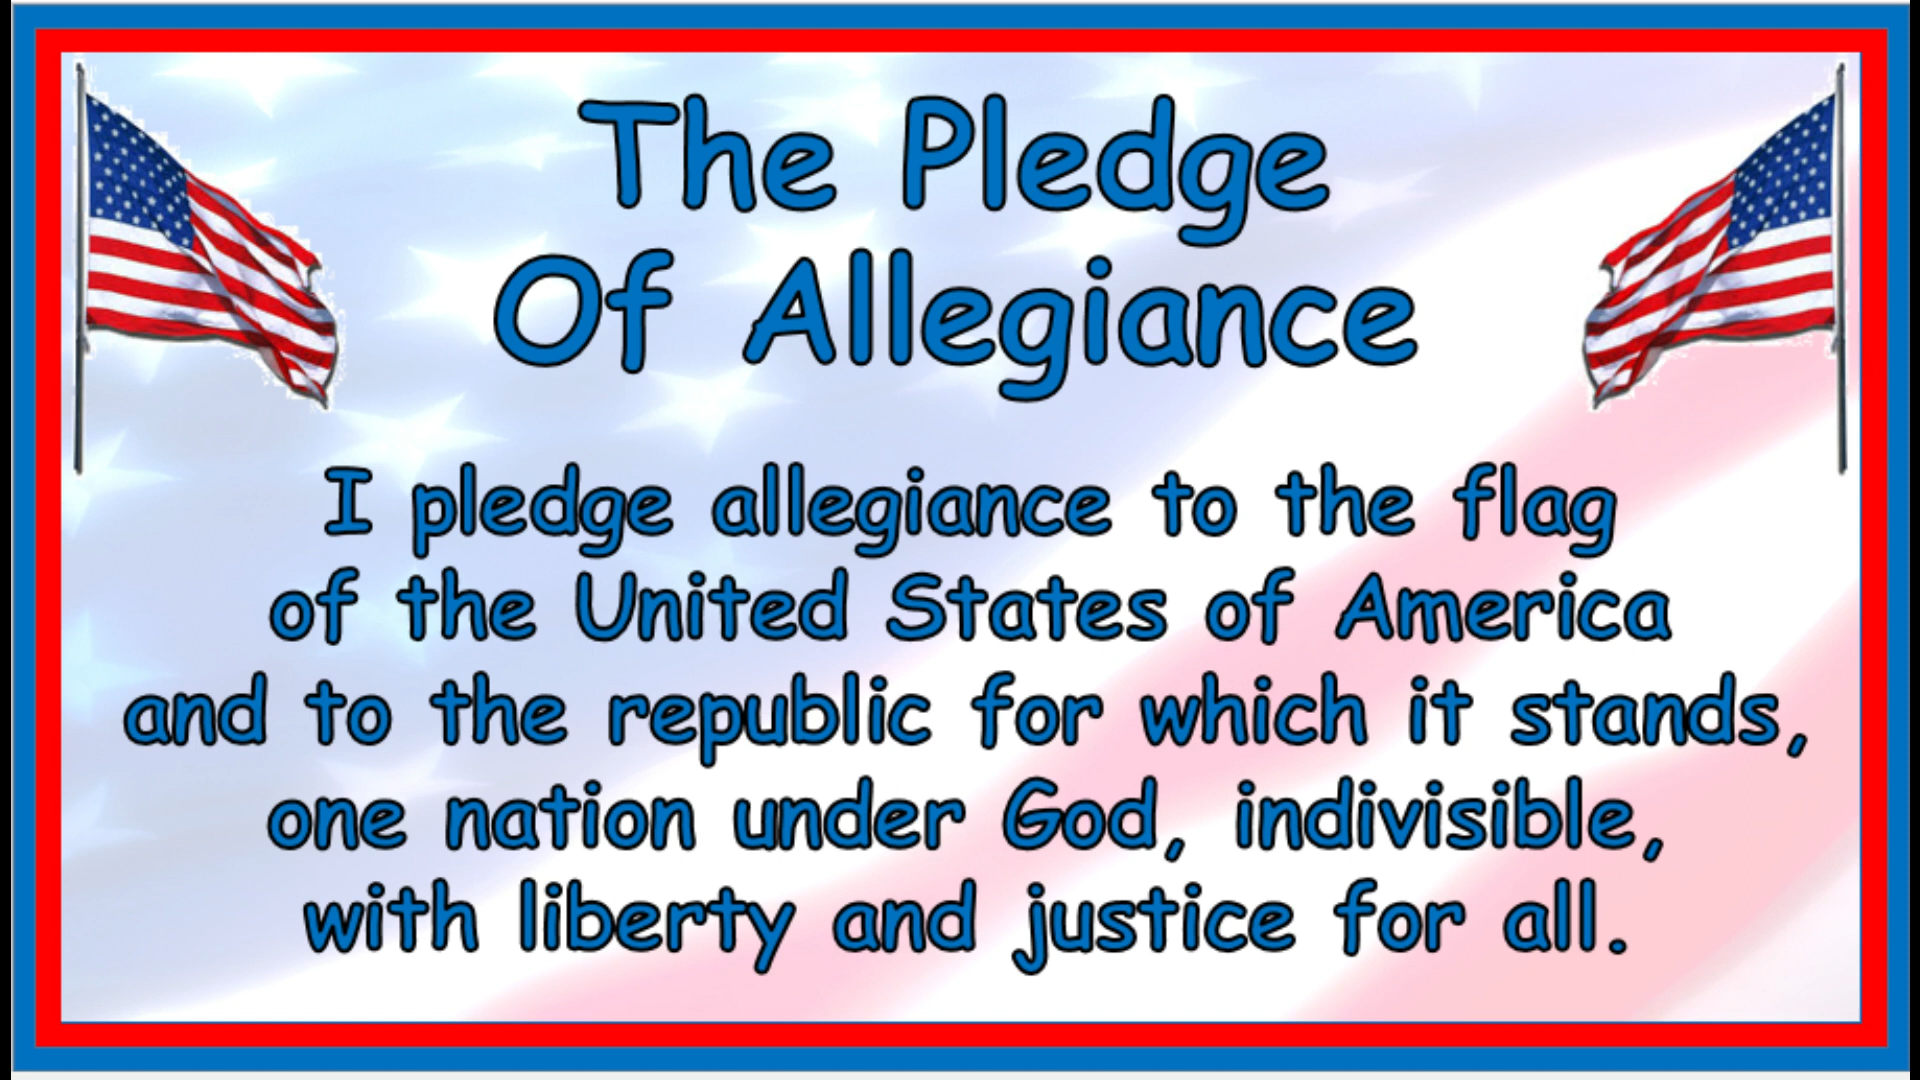 The Pledge
Of Allegiance
I pledge allegiance to the flag
of the United States of America
and to the republic for which it stands,
one nation under God, indivisible,
with liberty and justice for all.